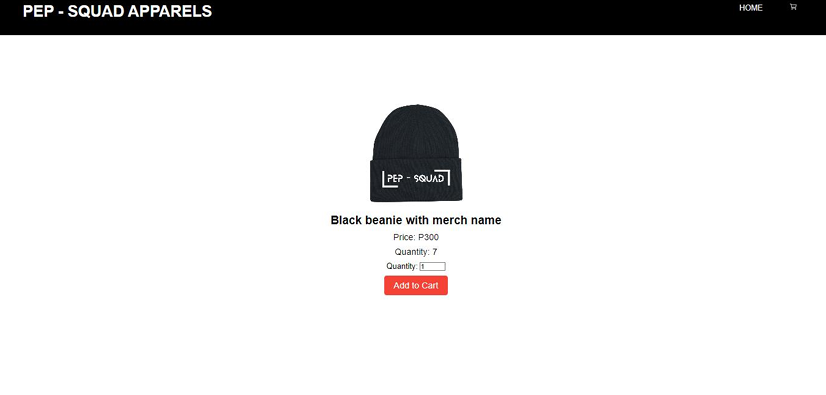 PEP - SQUAD APPARELS
HOME
PEP - SQUAD
Black beanie with merch name
Price: P300
Quantity: 7
Quantity: 1
Add to Cart